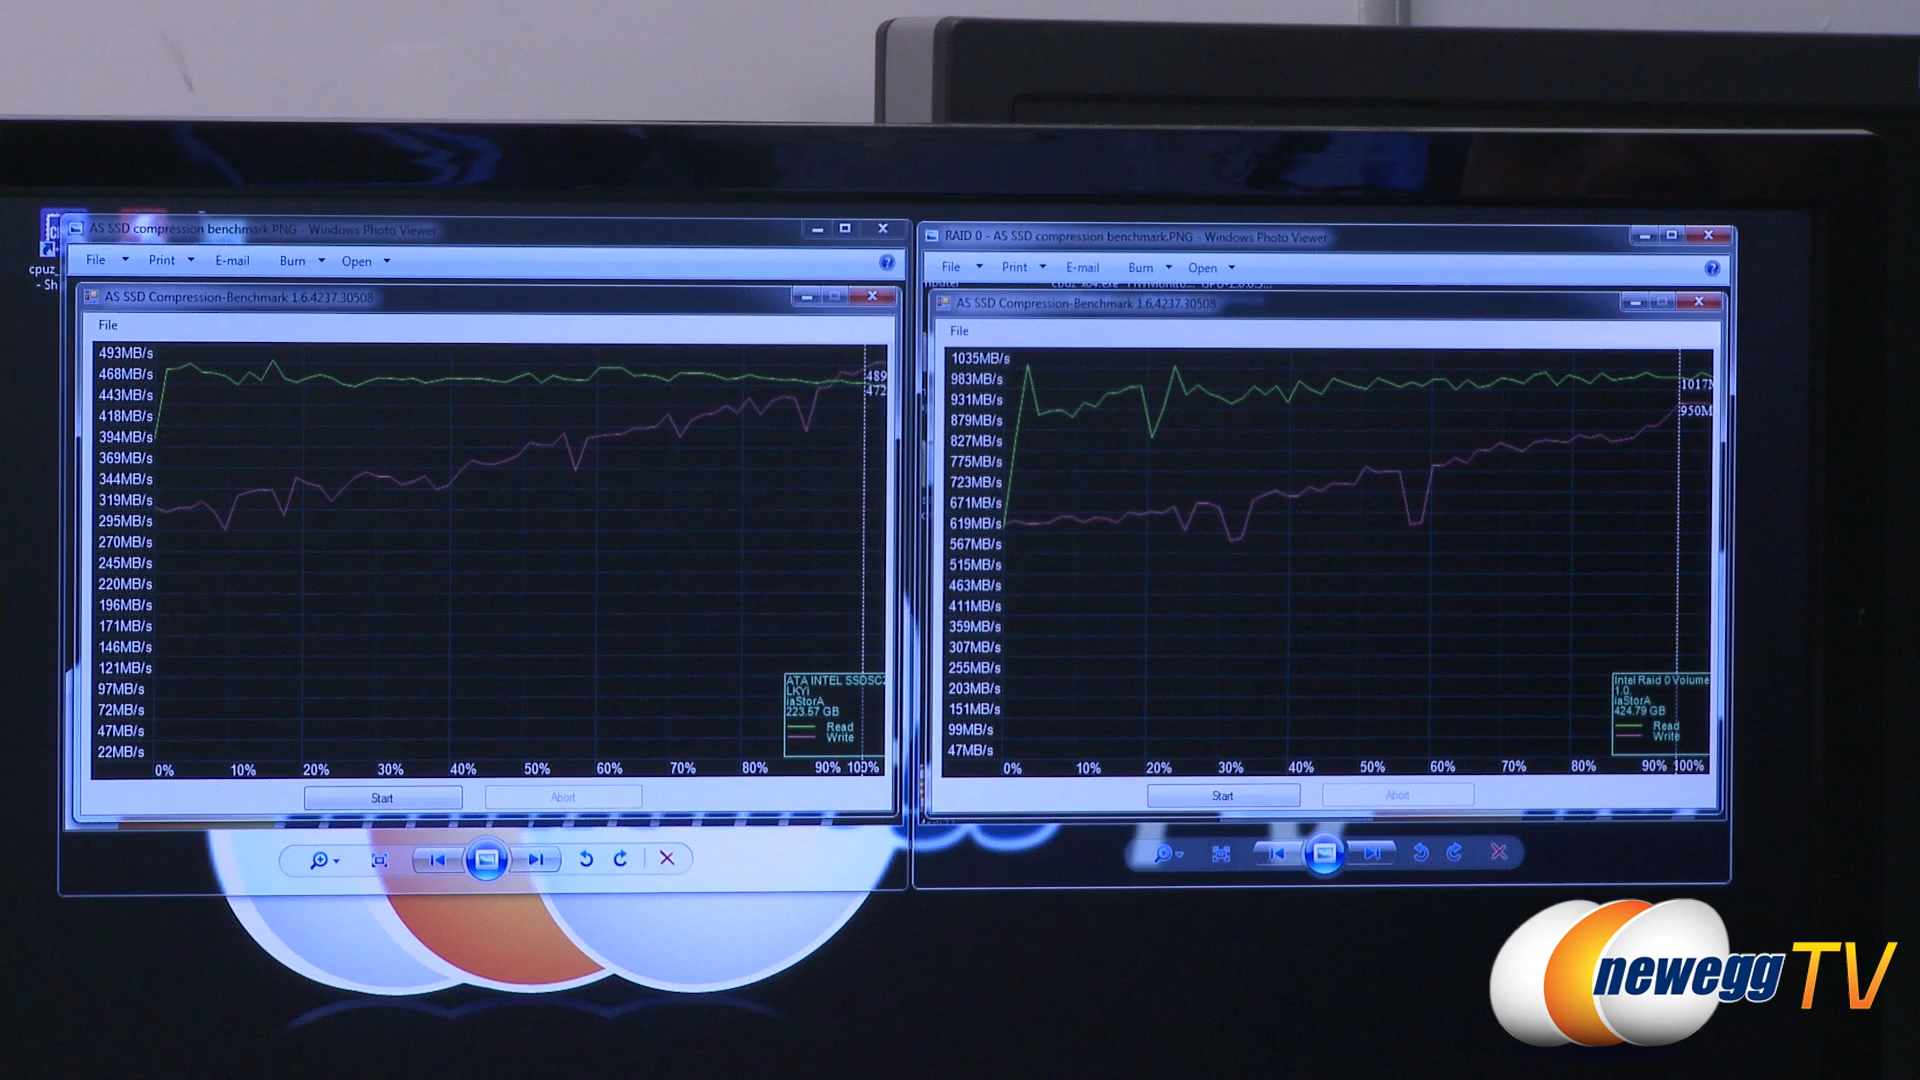 AS SSD compression benchmark.PNG - Windows Photo Viewer
File Print E-mail Burn Open
AS SSD Compression-Benchmark 1.6.4237.30508
File
493MB/s
468MB/s
443MB/s
418MB/s
394MB/s
369MB/s
344MB/s
319MB/s
295MB/s
270MB/s
245MB/s
220MB/s
196MB/s
171MB/s
146MB/s
121MB/s
97MB/s
72MB/s
47MB/s
22MB/s
489
472
ATA INTEL SSDSC2
LKYi
iaStorA
223.57 GB
Read
Write
0% 10% 20% 30% 40% 50% 60% 70% 80% 90% 100%
Start Abort
cpuz_
- Sh
RAID 0 - AS SSD compression benchmark.PNG - Windows Photo Viewer
File Print E-mail Burn Open
AS SSD Compression-Benchmark 1.6.4237.30508
File
1035MB/s
983MB/s
931MB/s
879MB/s
827MB/s
775MB/s
723MB/s
671MB/s
619MB/s
567MB/s
515MB/s
463MB/s
411MB/s
359MB/s
307MB/s
255MB/s
203MB/s
151MB/s
99MB/s
47MB/s
1017M
950M
Intel Raid 0 Volume
1.0.
iaStorA
424.79 GB
Read
Write
0% 10% 20% 30% 40% 50% 60% 70% 80% 90% 100%
Start Abort
newegg TV